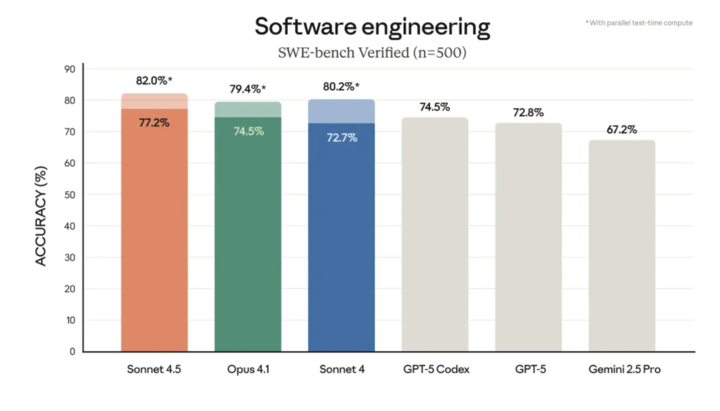 Software engineering
*With parallel test-time compute
SWE-bench Verified (n=500)
ACCURACY (%)
90
80
70
60
50
40
30
20
10
0
82.0%*
77.2%
79.4%*
74.5%
80.2%*
72.7%
74.5%
72.8%
67.2%
Sonnet 4.5
Opus 4.1
Sonnet 4
GPT-5 Codex
GPT-5
Gemini 2.5 Pro